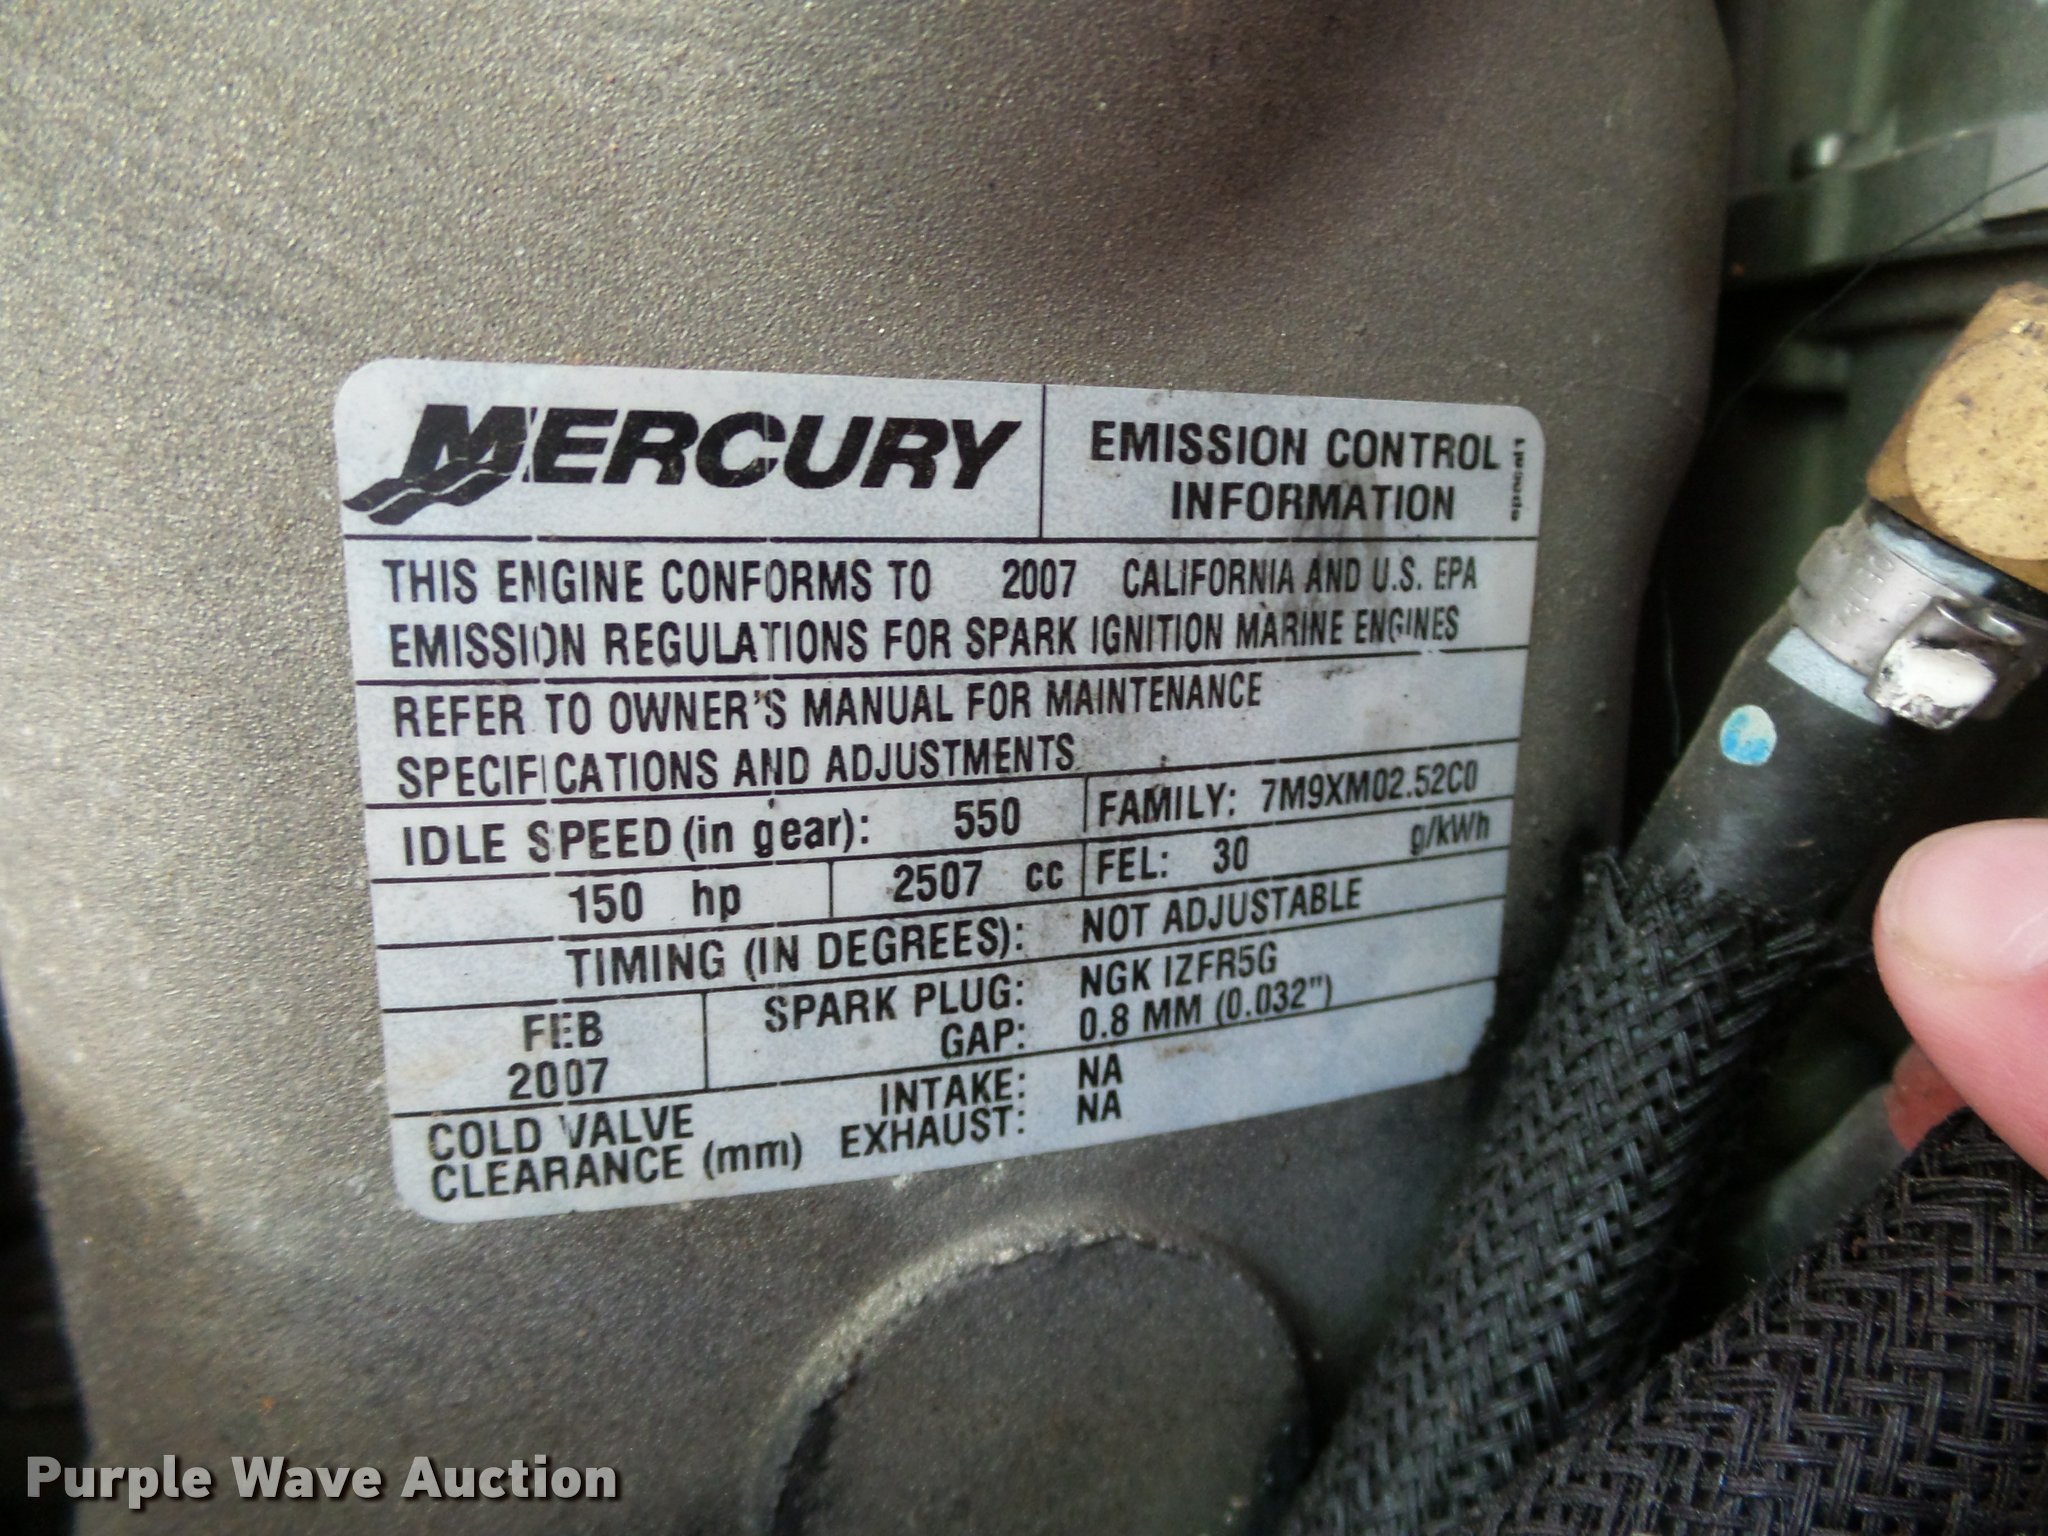 MERCURY
EMISSION CONTROL
INFORMATION
THIS ENGINE CONFORMS TO 2007 CALIFORNIA AND U.S. EPA
EMISSION REGULATIONS FOR SPARK IGNITION MARINE ENGINES
REFER TO OWNER'S MANUAL FOR MAINTENANCE
SPECIFICATIONS AND ADJUSTMENTS
IDLE SPEED (in gear): 550
FAMILY: 7M9XM02.52C0
150 hp 2507 cc
FEL: 30 g/kWh
TIMING (IN DEGREES): NOT ADJUSTABLE
FEB
2007
SPARK PLUG: NGK IZFR5G
GAP: 0.8 MM (0.032")
COLD VALVE
CLEARANCE (mm)
INTAKE: NA
EXHAUST: NA
Purple Wave Auction